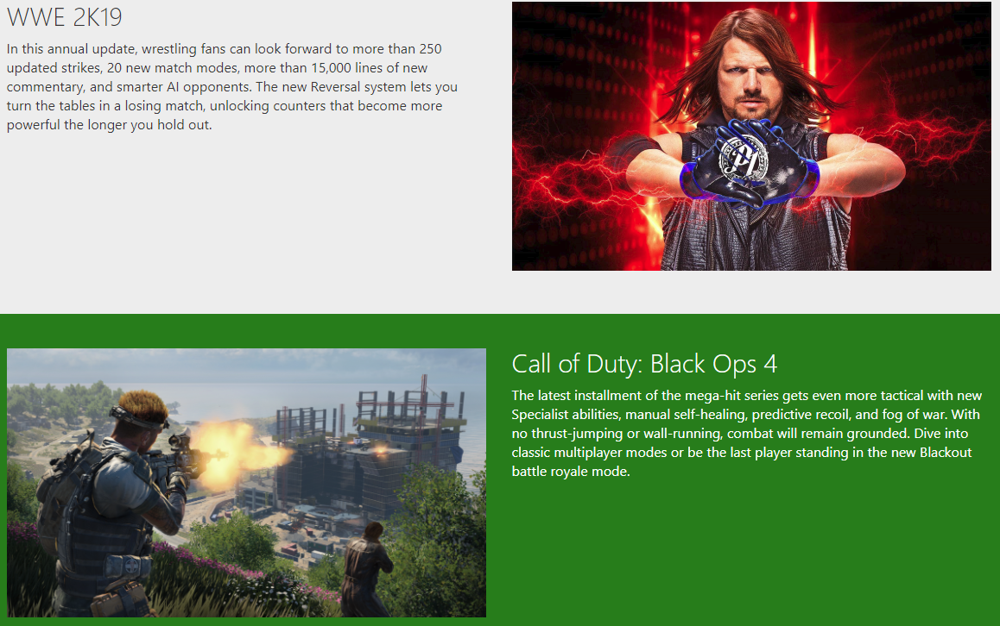 WWE 2K19
In this annual update, wrestling fans can look forward to more than 250
updated strikes, 20 new match modes, more than 15,000 lines of new
commentary, and smarter AI opponents. The new Reversal system lets you
turn the tables in a losing match, unlocking counters that become more
powerful the longer you hold out.
P1
Call of Duty: Black Ops 4
The latest installment of the mega-hit series gets even more tactical with new
Specialist abilities, manual self-healing, predictive recoil, and fog of war. With
no thrust-jumping or wall-running, combat will remain grounded. Dive into
classic multiplayer modes or be the last player standing in the new Blackout
battle royale mode.